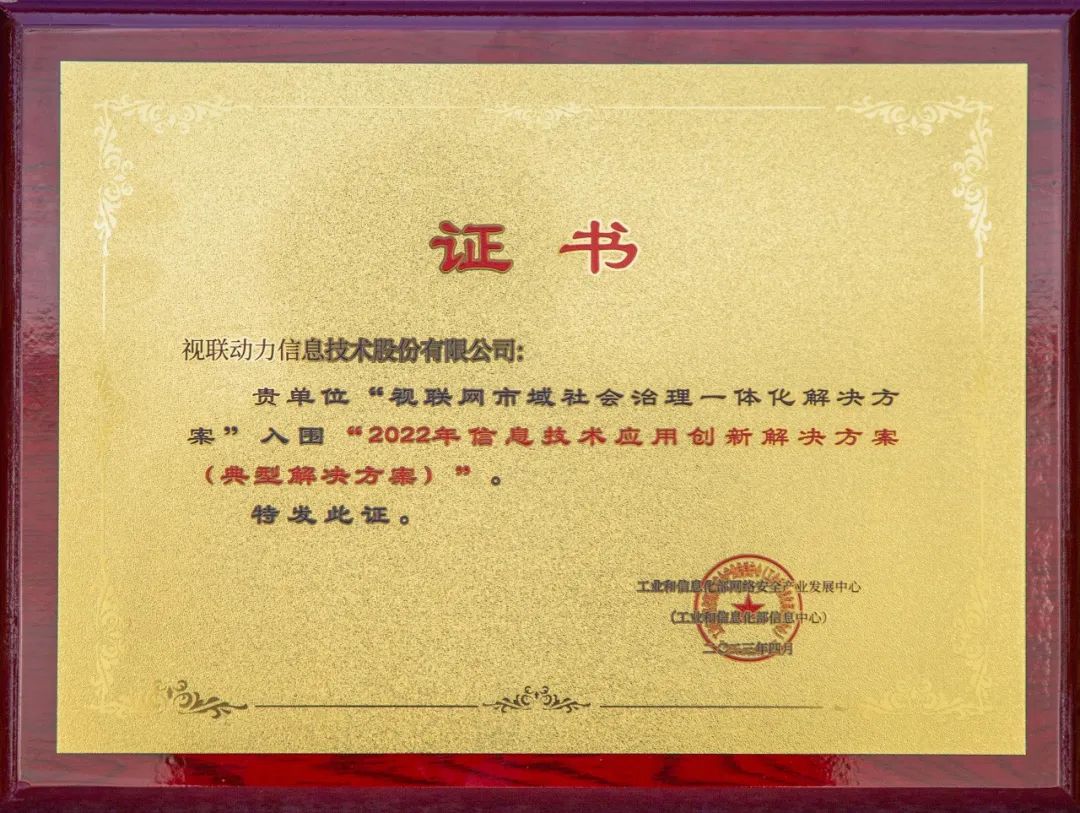 证 书
视联动力信息技术股份有限公司:
贵单位“视联网市域社会治理一体化解决方
案”入围“2022年信息技术应用创新解决方案
（典型解决方案）”。
特发此证。
工业和信息化部网络安全产业发展中心
（工业和信息化部信息中心）
二〇二三年四月